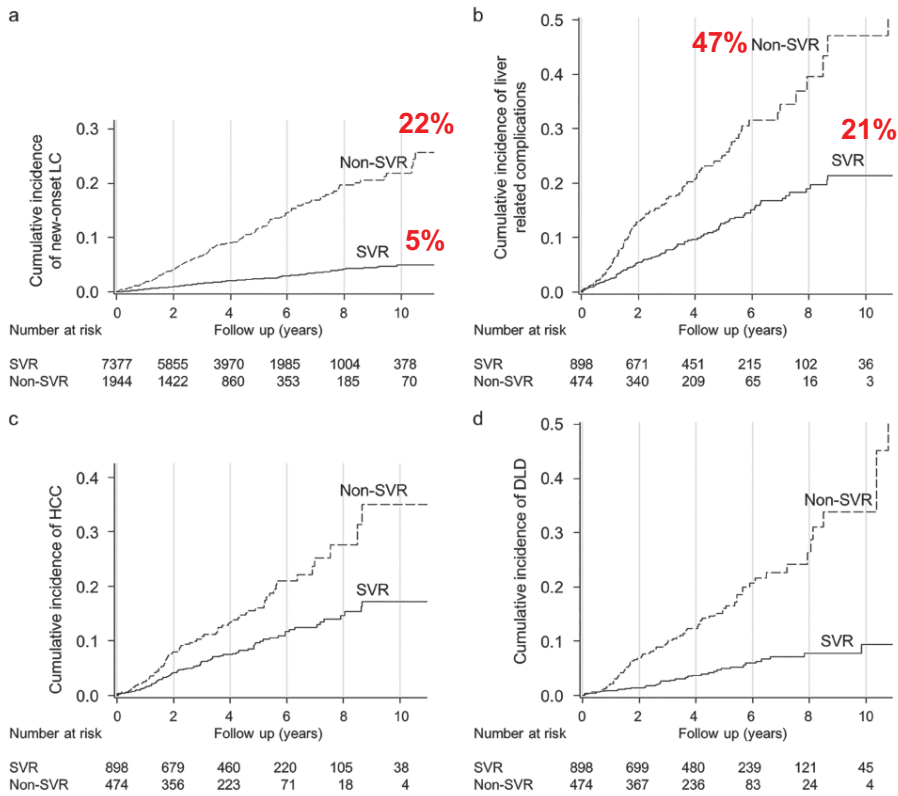 a
Cumulative incidence
of new-onset LC
0.3
0.2
0.1
0.0
22%
Non-SVR
5%
SVR
0 2 4 6 8 10
Number at risk Follow up (years)
SVR 7377 5855 3970 1985 1004 378
Non-SVR 1944 1422 860 353 185 70
b
Cumulative incidence of liver
related complications
0.5
0.4
0.3
0.2
0.1
0.0
47% Non-SVR
21%
SVR
0 2 4 6 8 10
Number at risk Follow up (years)
SVR 898 671 451 215 102 36
Non-SVR 474 340 209 65 16 3
c
Cumulative incidence of HCC
0.4
0.3
0.2
0.1
0.0
Non-SVR
SVR
0 2 4 6 8 10
Number at risk Follow up (years)
SVR 898 679 460 220 105 38
Non-SVR 474 356 223 71 18 4
d
Cumulative incidence of DLD
0.5
0.4
0.3
0.2
0.1
0.0
Non-SVR
SVR
0 2 4 6 8 10
Number at risk Follow up (years)
SVR 898 699 480 239 121 45
Non-SVR 474 367 236 83 24 4